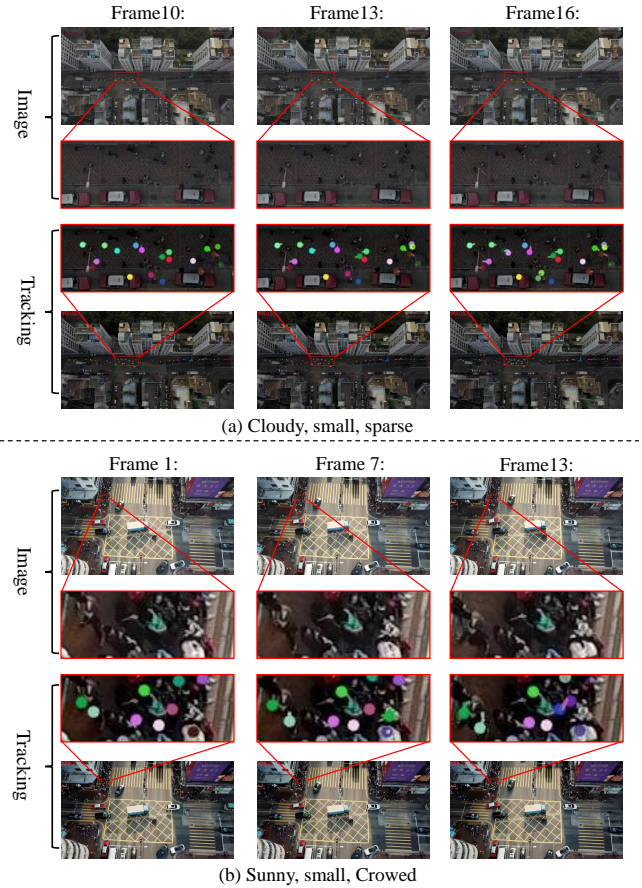 Frame10: Frame13: Frame16:
Image
Tracking
(a) Cloudy, small, sparse
Frame 1: Frame 7: Frame13:
Image
Tracking
(b) Sunny, small, Crowed